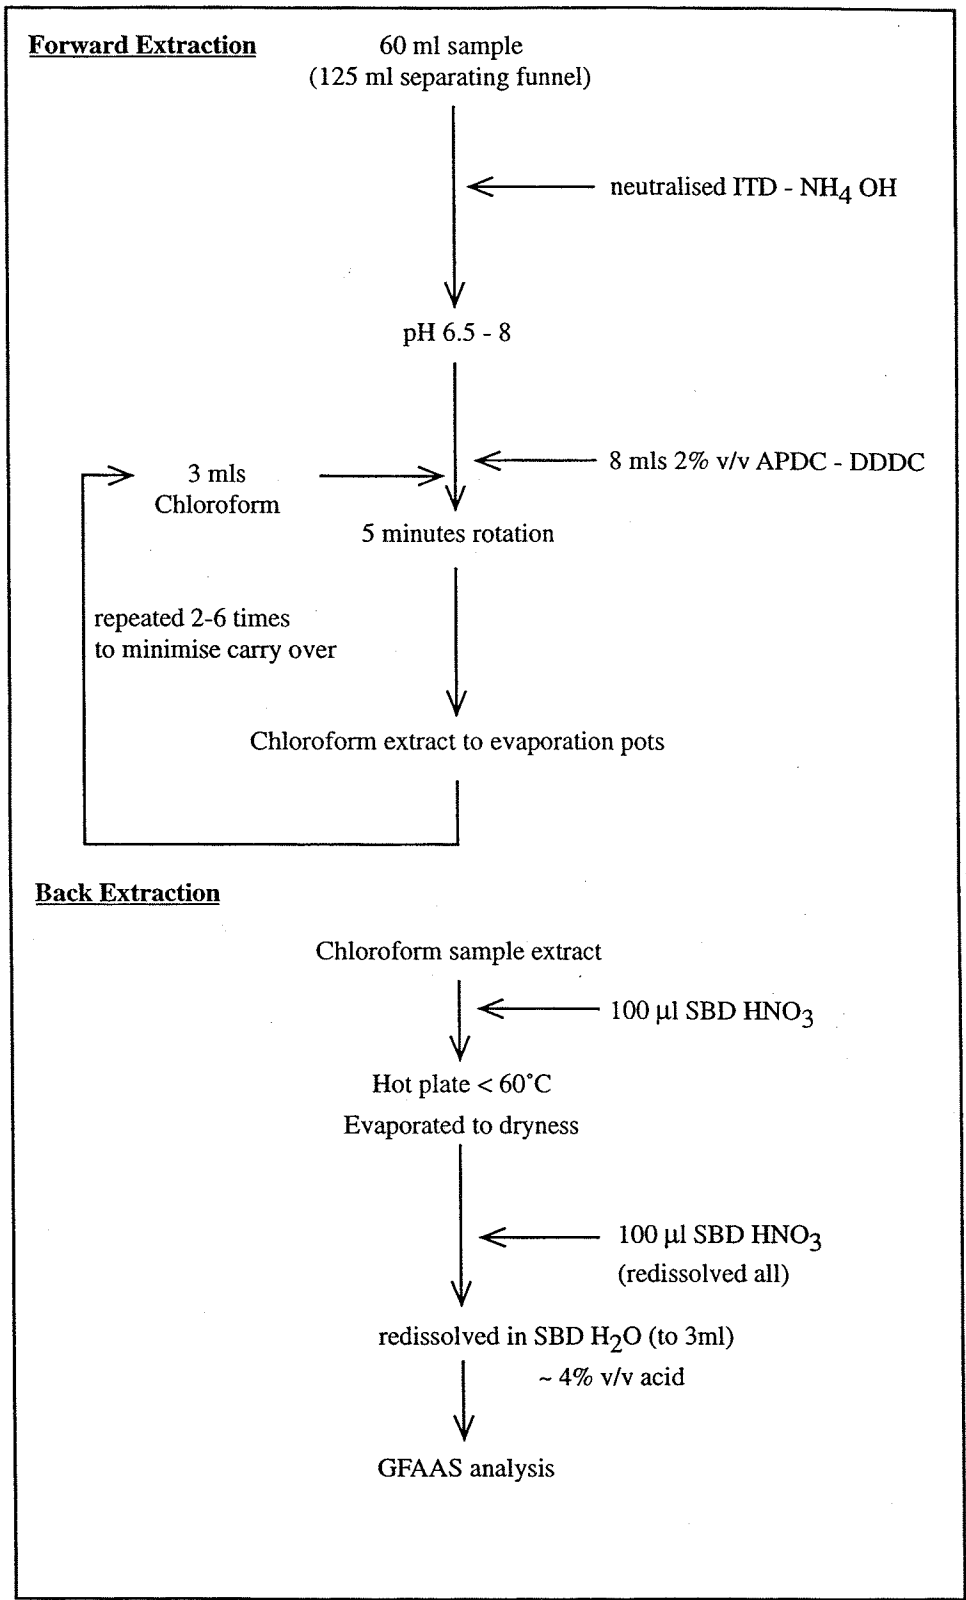 Forward Extraction
60 ml sample
(125 ml separating funnel)
neutralised ITD - NH4 OH
pH 6.5 - 8
8 mls 2% v/v APDC - DDDC
3 mls
Chloroform
5 minutes rotation
repeated 2-6 times
to minimise carry over
Chloroform extract to evaporation pots
Back Extraction
Chloroform sample extract
100 µl SBD HNO3
Hot plate < 60°C
Evaporated to dryness
100 µl SBD HNO3
(redissolved all)
redissolved in SBD H2O (to 3ml)
~ 4% v/v acid
GFAAS analysis